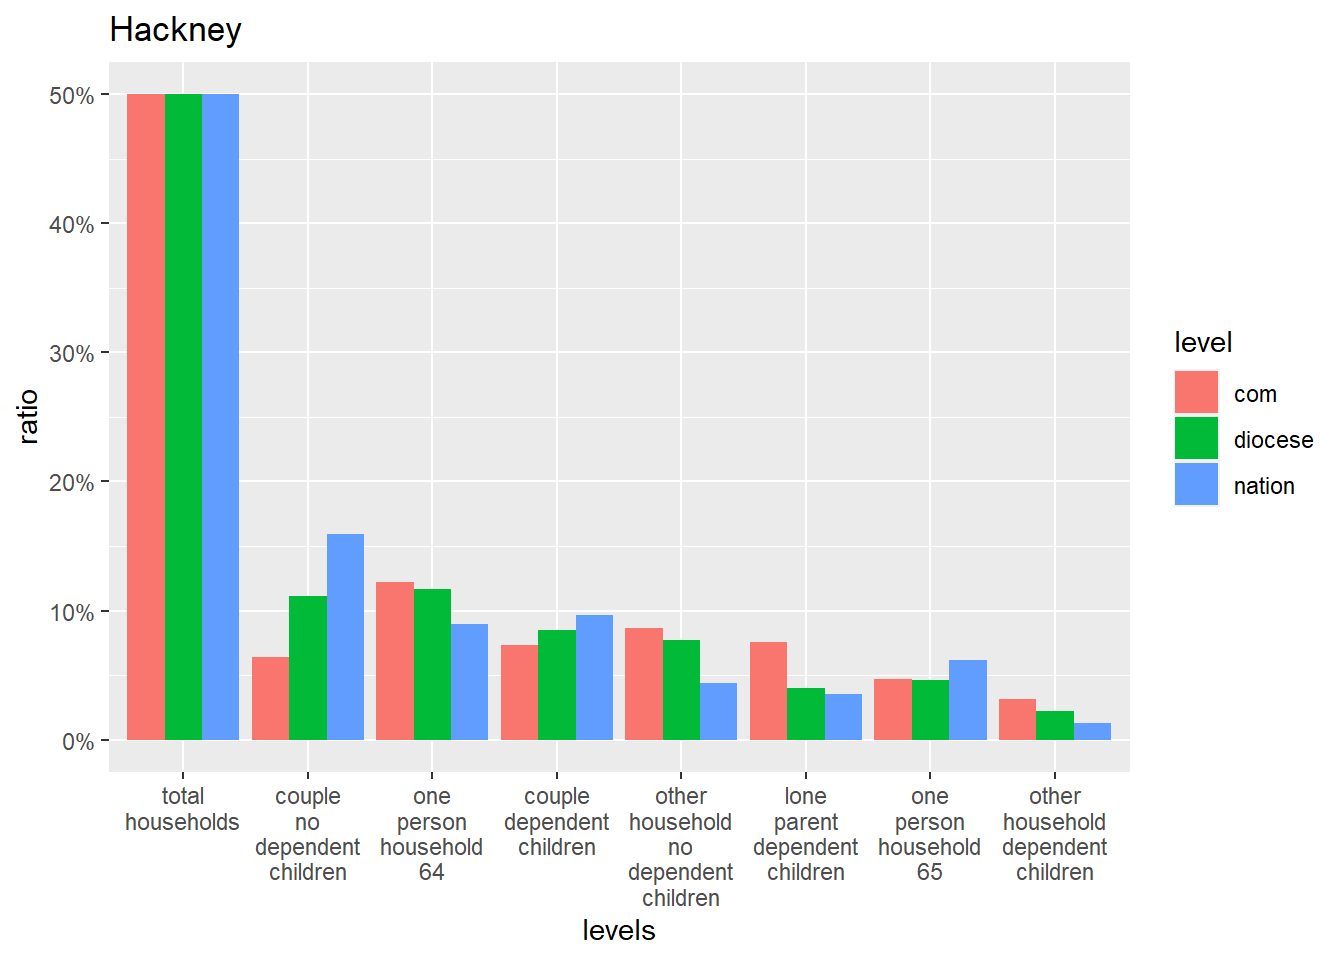 Hackney
50%
40%
30%
20%
10%
0%
ratio
total
households
couple
no
dependent
children
one
person
household
64
couple
dependent
children
other
household
no
dependent
children
lone
parent
dependent
children
one
person
household
65
other
household
dependent
children
levels
level
com
diocese
nation